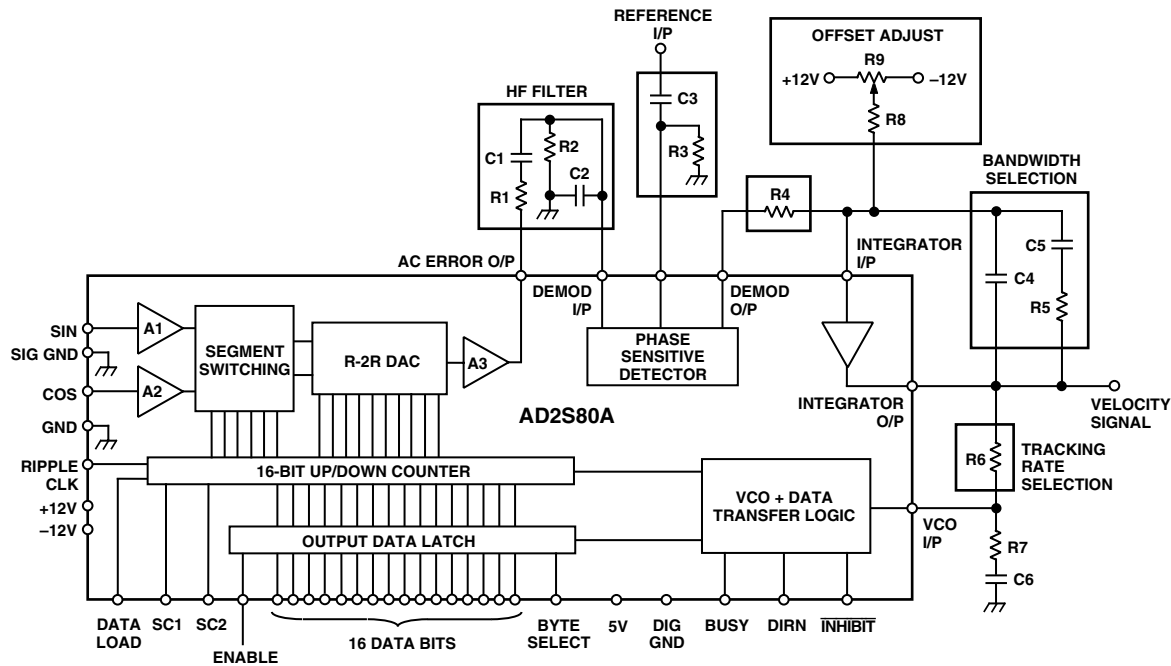 REFERENCE
I/P
OFFSET ADJUST
R9
+12V
–12V
R8
HF FILTER
C3
R3
R2
C1
C2
R1
R4
BANDWIDTH
SELECTION
C5
C4
R5
AC ERROR O/P
INTEGRATOR
I/P
DEMOD
I/P
DEMOD
O/P
SIN
A1
SIG GND
SEGMENT
SWITCHING
R-2R DAC
A3
PHASE
SENSITIVE
DETECTOR
COS
A2
AD2S80A
INTEGRATOR
O/P
VELOCITY
SIGNAL
GND
RIPPLE
CLK
16-BIT UP/DOWN COUNTER
R6
TRACKING
RATE
SELECTION
+12V
–12V
VCO + DATA
TRANSFER LOGIC
VCO
I/P
OUTPUT DATA LATCH
R7
C6
DATA
LOAD
SC1
SC2
ENABLE
16 DATA BITS
BYTE
SELECT
5V
DIG
GND
BUSY
DIRN
INHIBIT